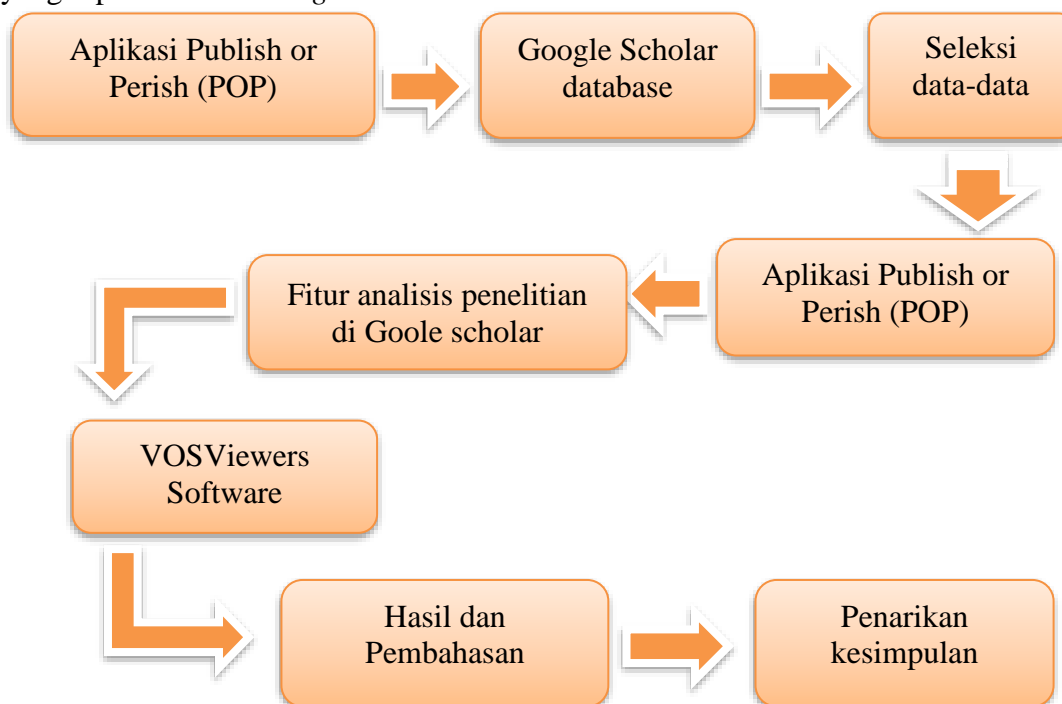 Aplikasi Publish or
Perish (POP)
Google Scholar
database
Seleksi
data-data
Aplikasi Publish or
Perish (POP)
Fitur analisis penelitian
di Goole scholar
VOSViewers
Software
Hasil dan
Pembahasan
Penarikan
kesimpulan